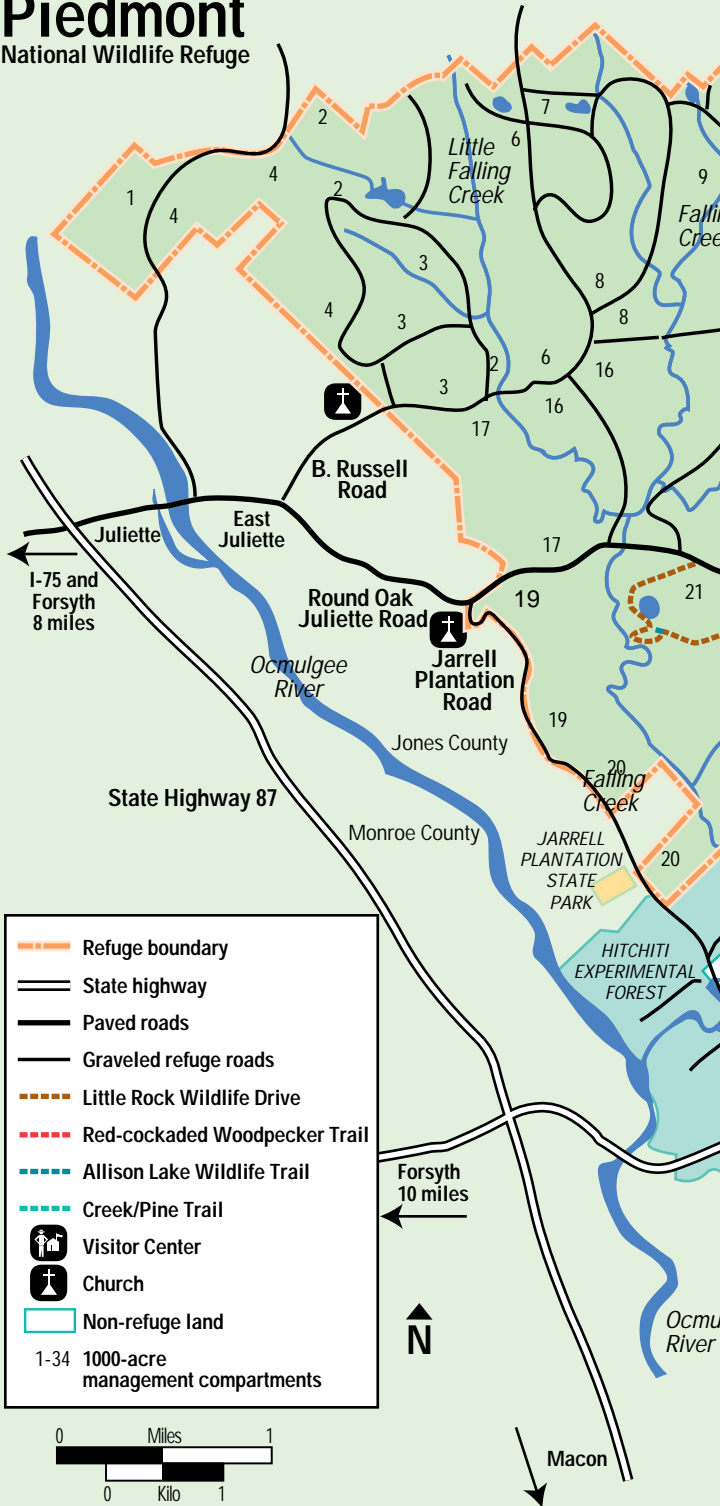 Piedmont
National Wildlife Refuge
2
7
6
Little
Falling
Creek
4
2
9
1
4
Falli
Cree
3
8
4
3
8
2
6
16
3
16
17
B. Russell
Road
East
Juliette
Juliette
17
I-75 and
Forsyth
8 miles
21
Round Oak
Juliette Road
19
Jarrell
Plantation
Road
Ocmulgee
River
19
Jones County
20
Falling
Creek
State Highway 87
Monroe County
JARRELL
PLANTATION
STATE
PARK
20
HITCHITI
EXPERIMENTAL
FOREST
Refuge boundary
State highway
Paved roads
Graveled refuge roads
Little Rock Wildlife Drive
Red-cockaded Woodpecker Trail
Allison Lake Wildlife Trail
Creek/Pine Trail
Visitor Center
Church
Non-refuge land
1-34 1000-acre
management compartments
Forsyth
10 miles
N
Ocmu
River
0 Miles 1
0 Kilo 1
Macon